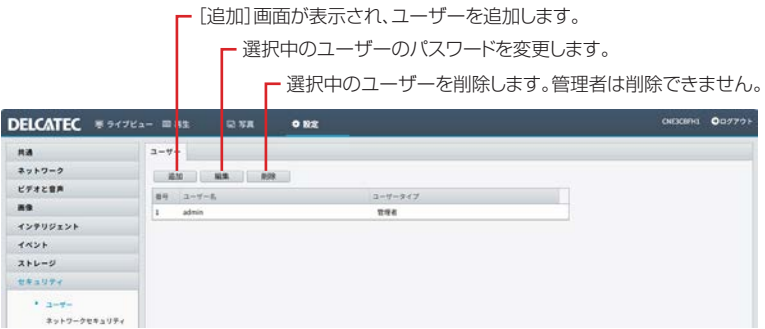 [追加]画面が表示され、ユーザーを追加します。
選択中のユーザーのパスワードを変更します。
選択中のユーザーを削除します。管理者は削除できません。
DELCATEC ライブビュー 再生 写真 設定 ログアウト
共通
ユーザー
ネットワーク
追加 編集 削除
ビデオと音声
番号 ユーザー名 ユーザータイプ
画像
1 admin 管理者
インテリジェント
イベント
ストレージ
セキュリティ
ユーザー
ネットワークセキュリティ